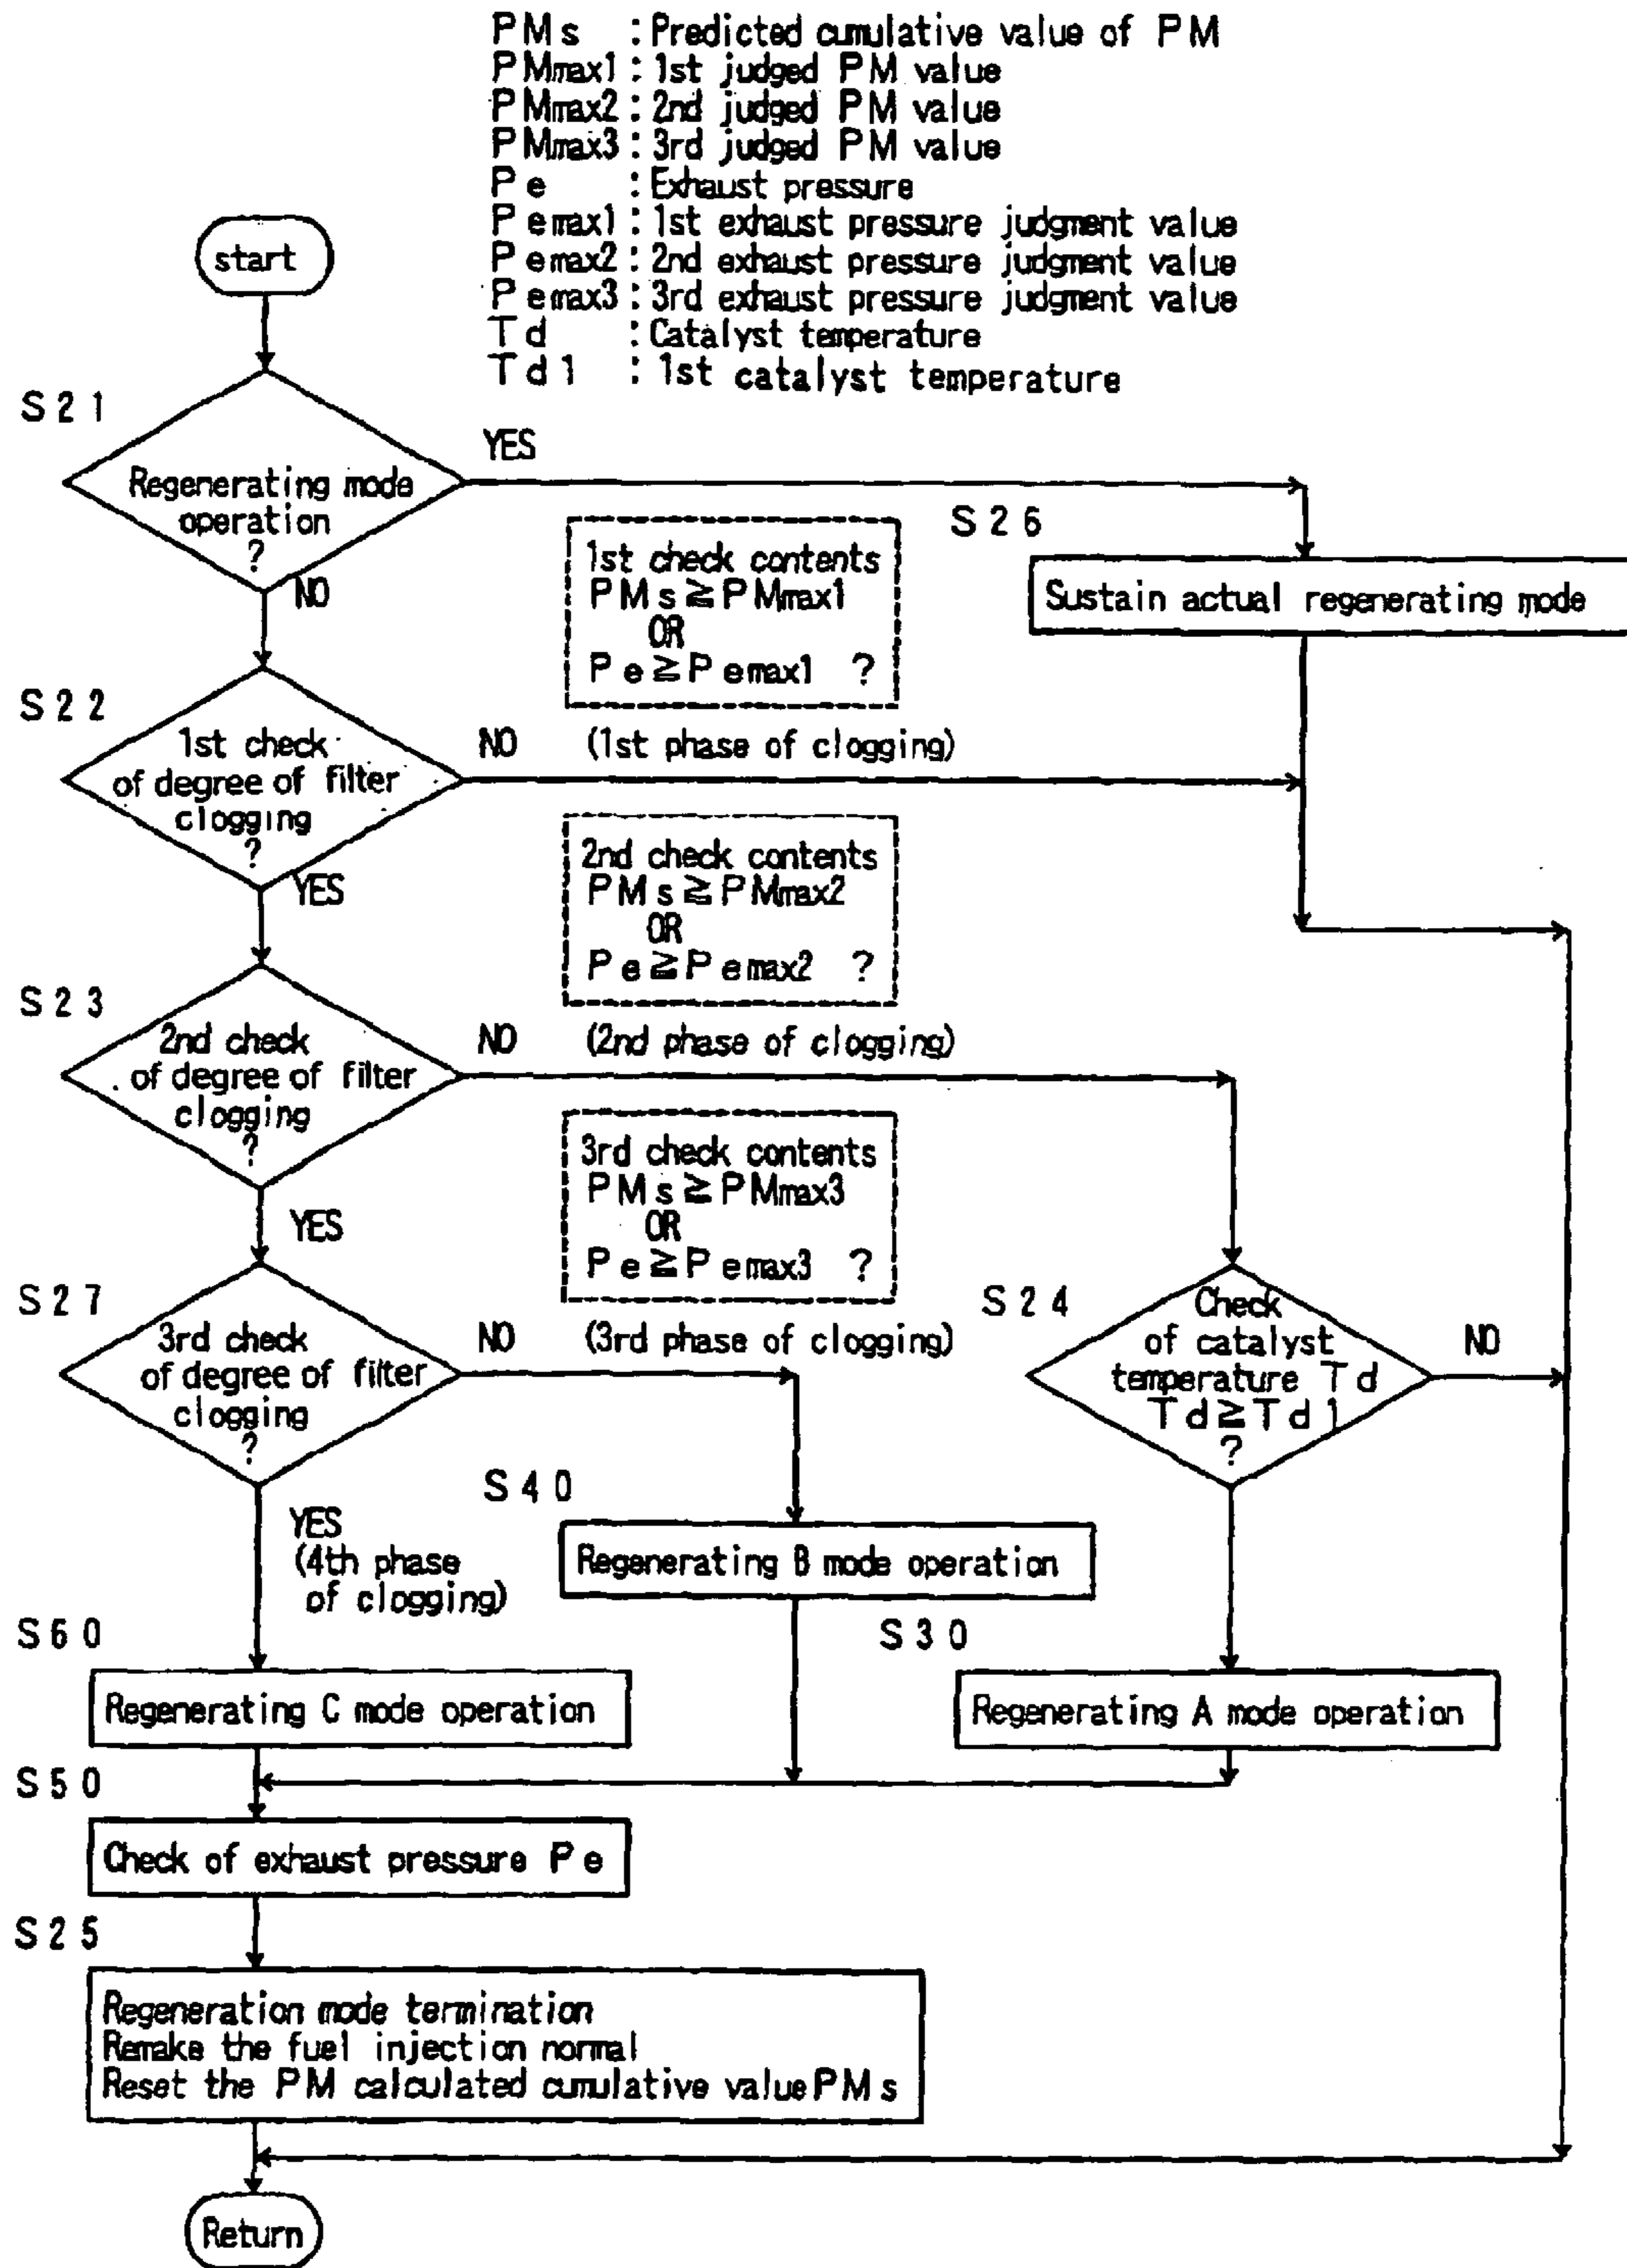 PMs : Predicted cumulative value of PM
PMmax1 : 1st judged PM value
PMmax2 : 2nd judged PM value
PMmax3 : 3rd judged PM value
Pe : Exhaust pressure
Pemax1 : 1st exhaust pressure judgment value
Pemax2 : 2nd exhaust pressure judgment value
Pemax3 : 3rd exhaust pressure judgment value
Td : Catalyst temperature
Td1 : 1st catalyst temperature
start
S21
Regenerating mode
operation
?
YES
NO
S26
Sustain actual regenerating mode
1st check contents
PMs ≧ PMmax1
OR
Pe ≧ Pemax1 ?
S22
1st check
of degree of filter
clogging
?
NO (1st phase of clogging)
YES
2nd check contents
PMs ≧ PMmax2
OR
Pe ≧ Pemax2 ?
S23
2nd check
of degree of filter
clogging
?
NO (2nd phase of clogging)
YES
3rd check contents
PMs ≧ PMmax3
OR
Pe ≧ Pemax3 ?
S27
3rd check
of degree of filter
clogging
?
NO (3rd phase of clogging)
S24
Check
of catalyst
temperature Td
Td ≧ Td1
?
NO
YES
(4th phase
of clogging)
S40
Regenerating B mode operation
S60
Regenerating C mode operation
S30
Regenerating A mode operation
S50
Check of exhaust pressure Pe
S25
Regeneration mode termination
Remake the fuel injection normal
Reset the PM calculated cumulative value PMs
Return